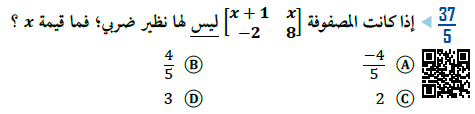 37/5 إذا كانت المصفوفة [x + 1 x
-2 8] ليس لها نظير ضربي؛ فما قيمة x ؟
A -4/5 B 4/5
C 2 D 3